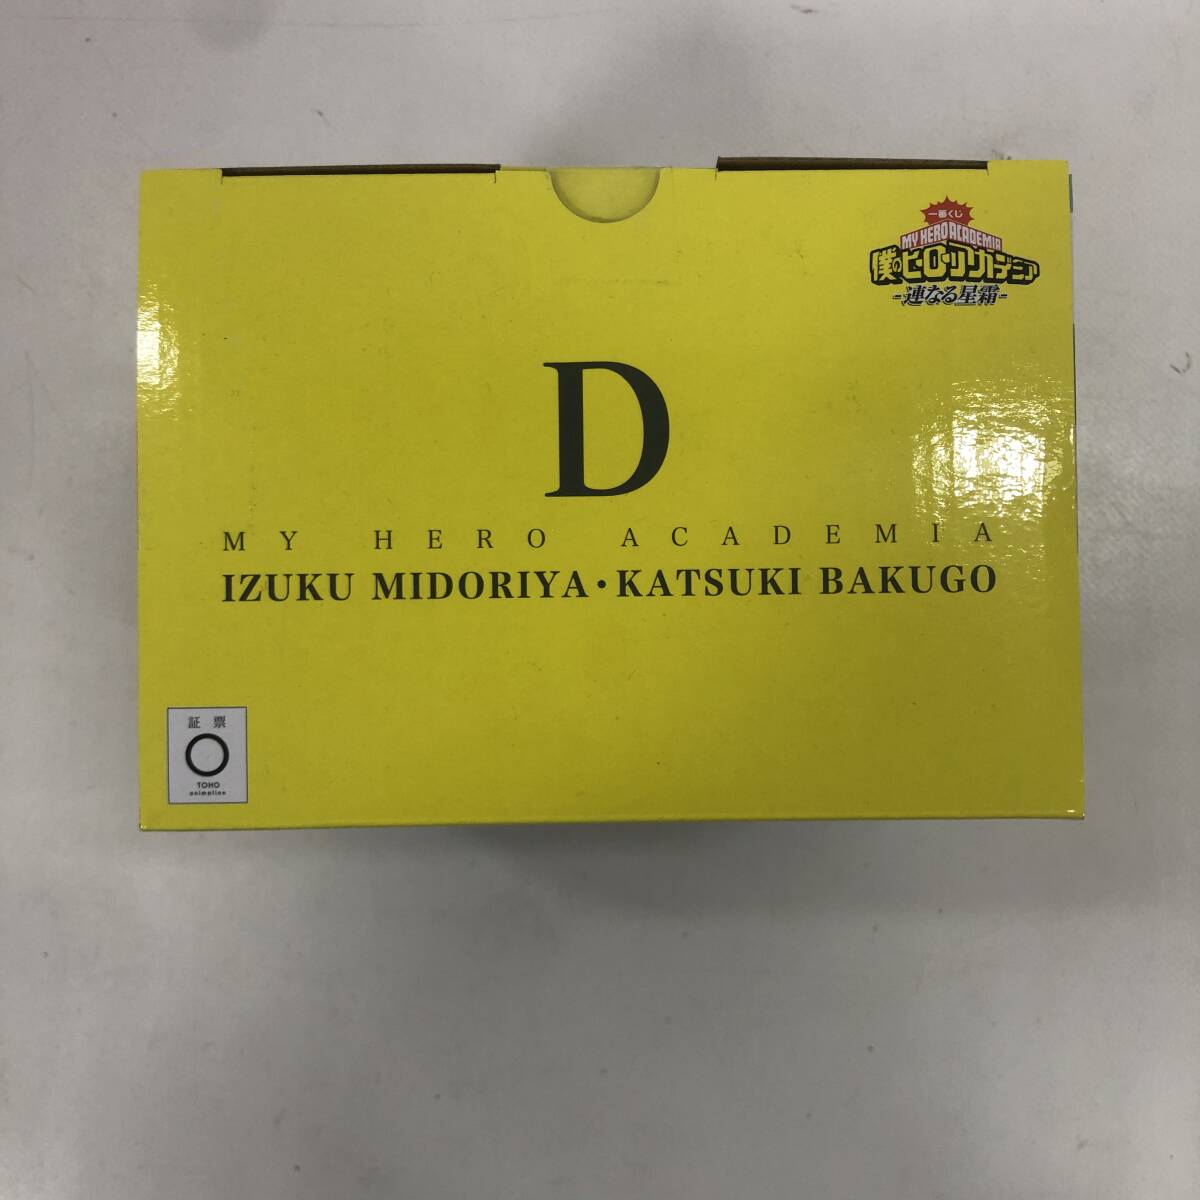 一番くじ
MY HERO ACADEMIA
僕のヒーローアカデミア
-連なる星霜-
D
MY HERO ACADEMIA
IZUKU MIDORIYA・KATSUKI BAKUGO
証 票
TOHO
animation